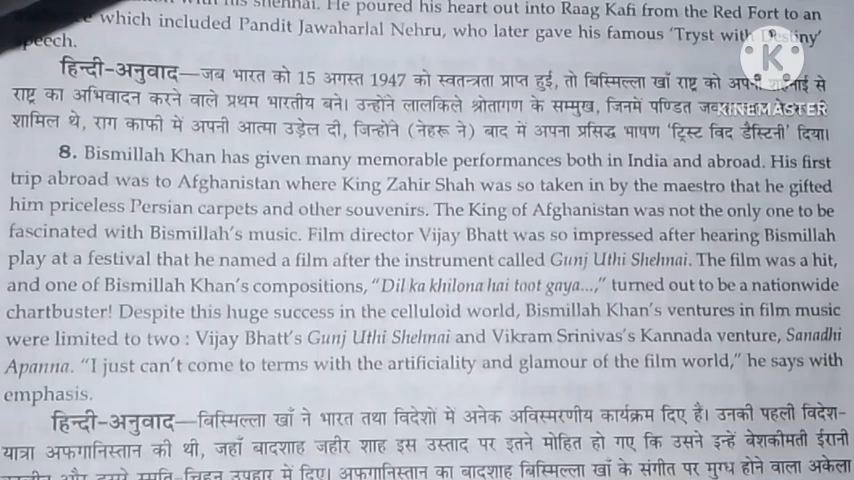 his shehnai. He poured his heart out into Raag Kafi from the Red Fort to an
which included Pandit Jawaharlal Nehru, who later gave his famous 'Tryst with Destiny'
speech.
हिन्दी-अनुवाद—जब भारत को 15 अगस्त 1947 को स्वतन्त्रता प्राप्त हुई, तो बिस्मिल्ला खाँ राष्ट्र को अपनी शहनाई से
राष्ट्र का अभिवादन करने वाले प्रथम भारतीय बने। उन्होंने लालकिले श्रोतागण के सम्मुख, जिनमें पण्डित
शामिल थे, राग काफी में अपनी आत्मा उड़ेल दी, जिन्होंने (नेहरू ने) बाद में अपना प्रसिद्ध भाषण 'ट्रिस्ट विद डैस्टिनी' दिया।
KINEMASTER
8. Bismillah Khan has given many memorable performances both in India and abroad. His first
trip abroad was to Afghanistan where King Zahir Shah was so taken in by the maestro that he gifted
him priceless Persian carpets and other souvenirs. The King of Afghanistan was not the only one to be
fascinated with Bismillah's music. Film director Vijay Bhatt was so impressed after hearing Bismillah
play at a festival that he named a film after the instrument called Gunj Uthi Shehnai. The film was a hit,
and one of Bismillah Khan's compositions, "Dil ka khilona hai toot gaya...," turned out to be a nationwide
chartbuster! Despite this huge success in the celluloid world, Bismillah Khan's ventures in film music
were limited to two : Vijay Bhatt's Gunj Uthi Shehnai and Vikram Srinivas's Kannada venture, Sanadhi
Apanna. "I just can't come to terms with the artificiality and glamour of the film world," he says with
emphasis.
हिन्दी-अनुवाद—बिस्मिल्ला खाँ ने भारत तथा विदेशों में अनेक अविस्मरणीय कार्यक्रम दिए हैं। उनकी पहली विदेश-
यात्रा अफगानिस्तान की थी, जहाँ बादशाह जहीर शाह इस उस्ताद पर इतने मोहित हो गए कि उसने इन्हें बेशकीमती ईरानी
और दूसरे स्मृति-चिह्न उपहार में दिए। अफगानिस्तान का बादशाह बिस्मिल्ला खाँ के संगीत पर मुग्ध होने वाला अकेला